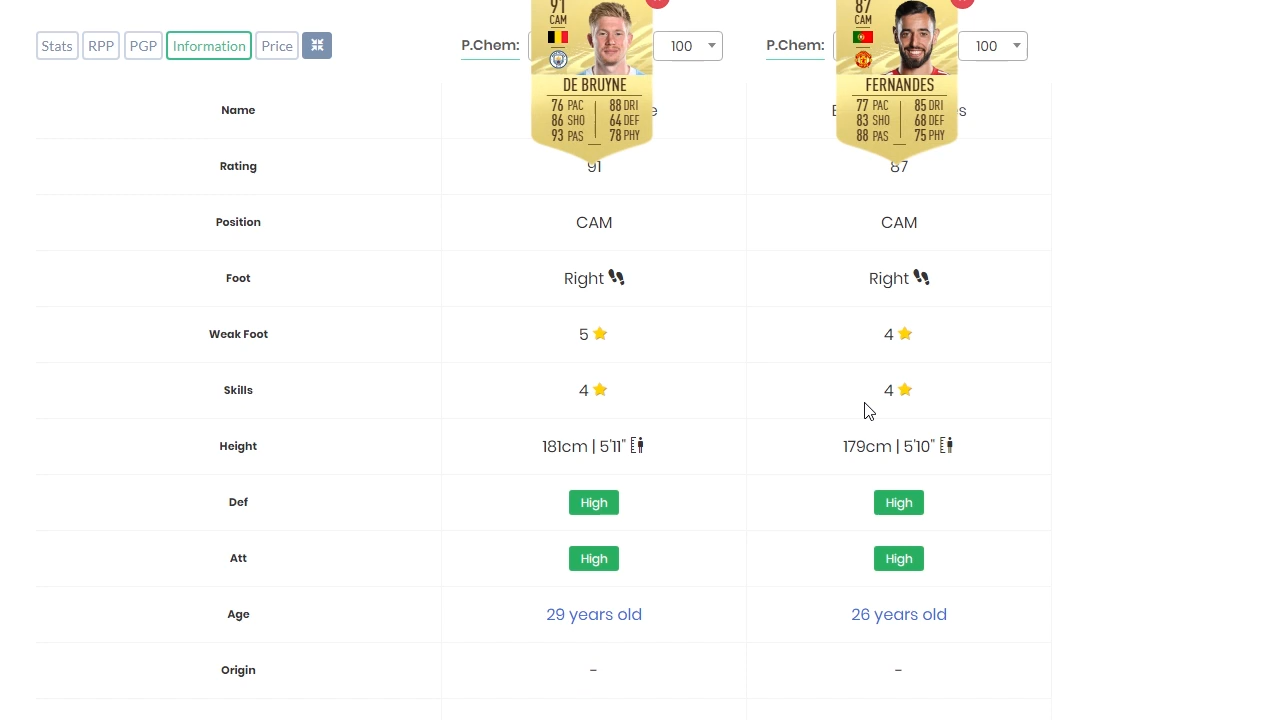 91
CAM
87
CAM
Stats RPP PGP Information Price
P.Chem: 100
P.Chem: 100
DE BRUYNE
76 PAC 88 DRI
86 SHO 64 DEF
93 PAS 78 PHY
FERNANDES
77 PAC 85 DRI
83 SHO 68 DEF
88 PAS 75 PHY
Name
Rating 91 87
Position CAM CAM
Foot Right Right
Weak Foot 5 4
Skills 4 4
Height 181cm | 5'11" 179cm | 5'10"
Def High High
Att High High
Age 29 years old 26 years old
Origin - -